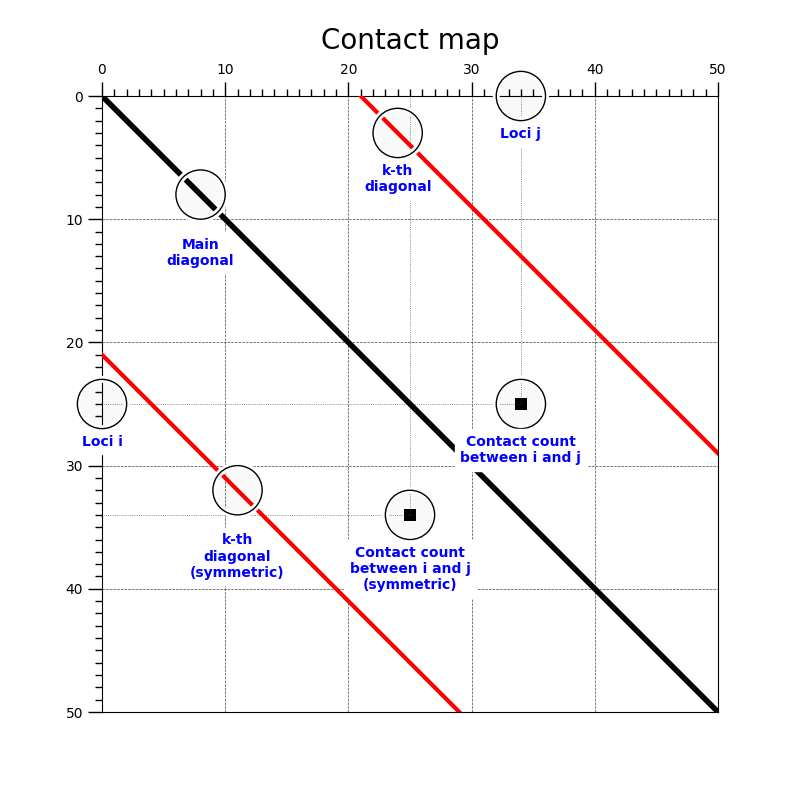 Contact map
0 10 20 30 40 50
0
Loci j
k-th
diagonal
10
Main
diagonal
20
Loci i
Contact count
between i and j
30
k-th
diagonal
(symmetric)
Contact count
between i and j
(symmetric)
40
50